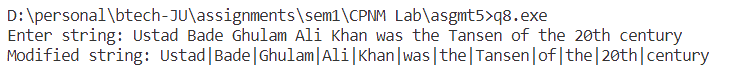 D:\personal\btech-JU\assignments\sem1\CPNM Lab\asgmt5>q8.exe
Enter string: Ustad Bade Ghulam Ali Khan was the Tansen of the 20th century
Modified string: Ustad|Bade|Ghulam|Ali|Khan|was|the|Tansen|of|the|20th|century